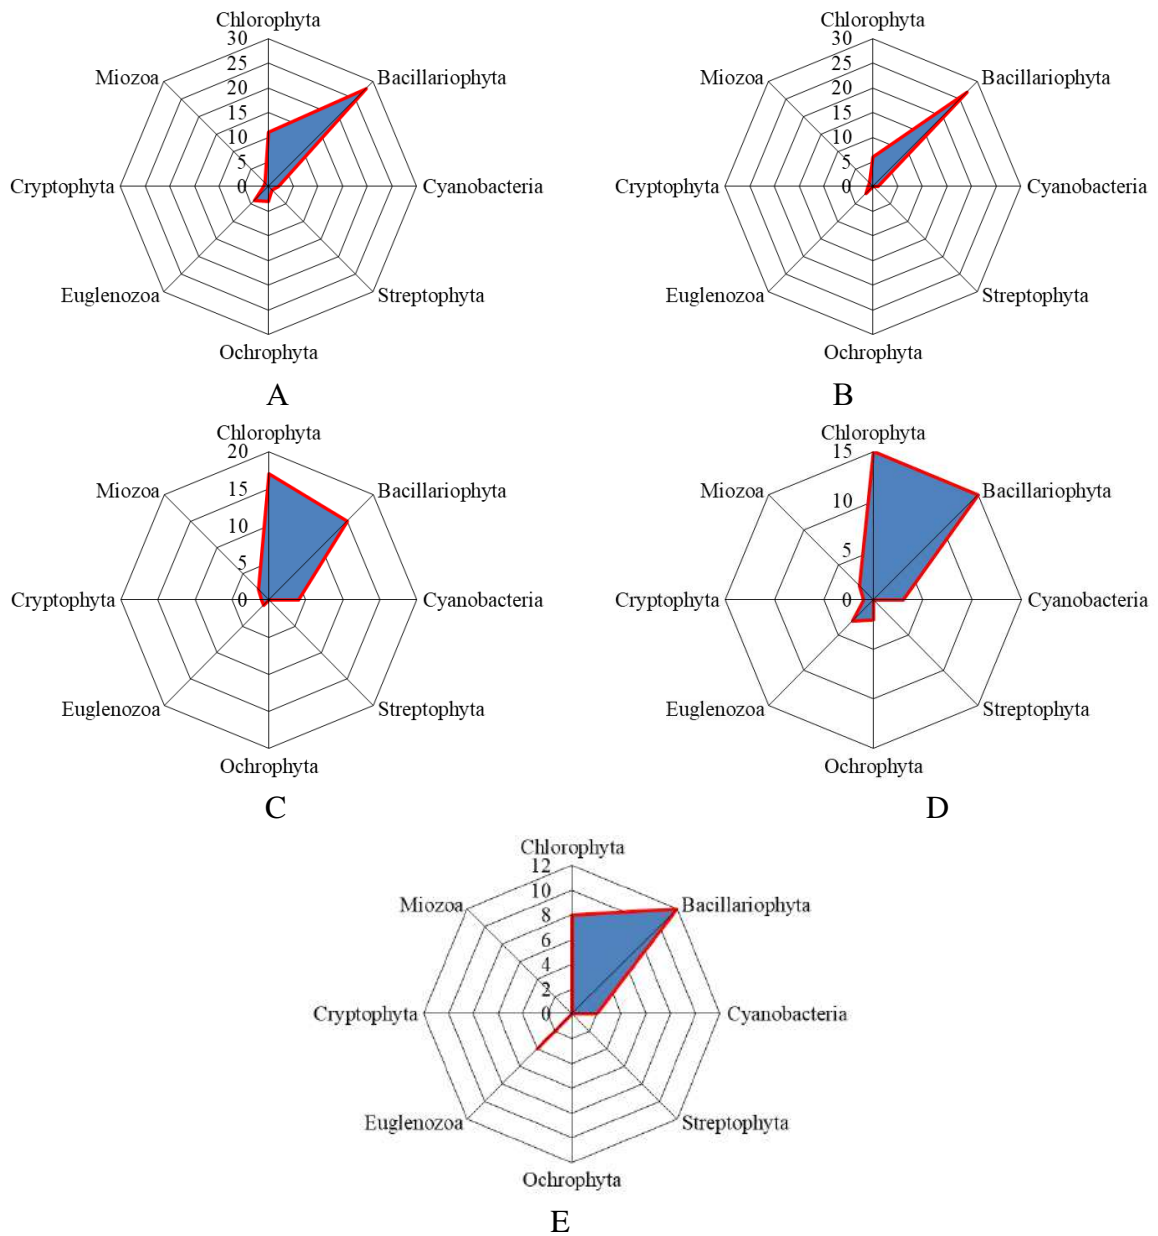 Chlorophyta
30
25
20
15
10
5
0
Miozoa
Bacillariophyta
Cryptophyta
Cyanobacteria
Euglenozoa
Streptophyta
Ochrophyta
A
Chlorophyta
30
25
20
15
10
5
0
Miozoa
Bacillariophyta
Cryptophyta
Cyanobacteria
Euglenozoa
Streptophyta
Ochrophyta
B
Chlorophyta
20
15
10
5
0
Miozoa
Bacillariophyta
Cryptophyta
Cyanobacteria
Euglenozoa
Streptophyta
Ochrophyta
C
Chlorophyta
15
10
5
0
Miozoa
Bacillariophyta
Cryptophyta
Cyanobacteria
Euglenozoa
Streptophyta
Ochrophyta
D
Chlorophyta
12
10
8
6
4
2
0
Miozoa
Bacillariophyta
Cryptophyta
Cyanobacteria
Euglenozoa
Streptophyta
Ochrophyta
E